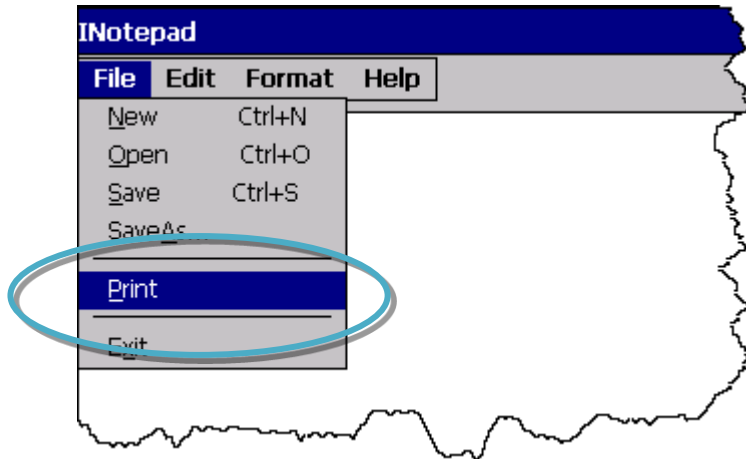 INotepad
File Edit Format Help
New Ctrl+N
Open Ctrl+O
Save Ctrl+S
SaveAs...
Print
Exit